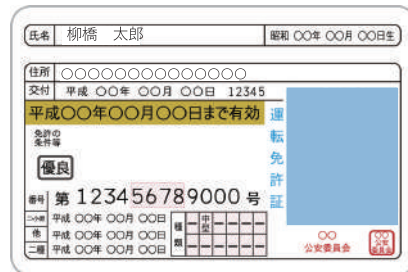 氏名 柳橋 太郎 昭和 〇〇年 〇〇月 〇〇日生
住所 〇〇〇〇〇〇〇〇〇〇〇〇〇〇
交付 平成 〇〇年 〇〇月 〇〇日 12345
平成〇〇年〇〇月〇〇日まで有効
免許の
条件等
優良
番号 第 123456789000 号
二小原 平成 〇〇年 〇〇月 〇〇日
他 平成 〇〇年 〇〇月 〇〇日
二種 平成 〇〇年 〇〇月 〇〇日
種類 中型
運転免許証
〇〇
公安委員会
公安
委員会